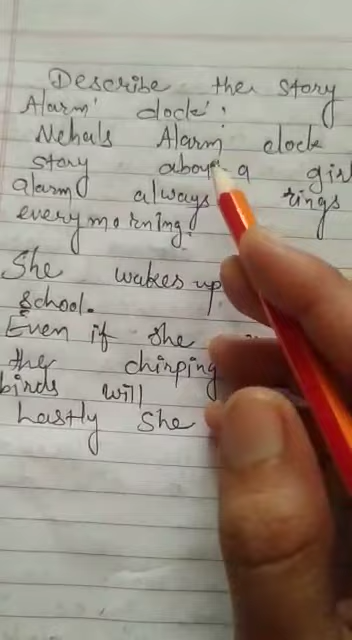 Describe the story
Alarm clock':
Nehal's Alarm clock
story about a girl
alarm always rings
every morning.
She wakes up
school.
Even if she
the chirping
birds will
Lastly she